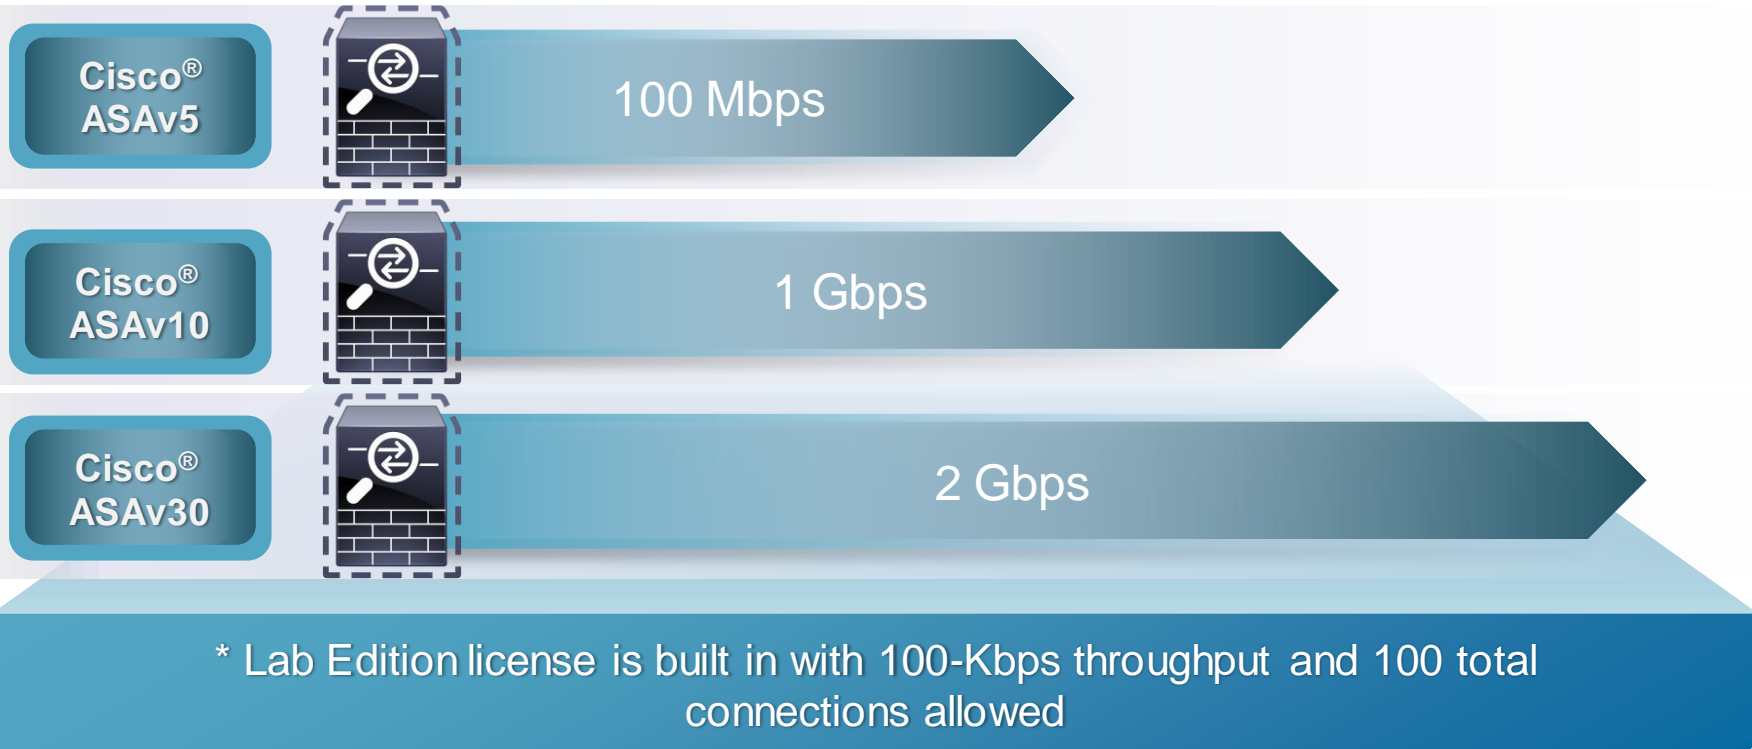 Cisco®
ASAv5
100 Mbps
Cisco®
ASAv10
1 Gbps
Cisco®
ASAv30
2 Gbps
* Lab Edition license is built in with 100-Kbps throughput and 100 total
connections allowed